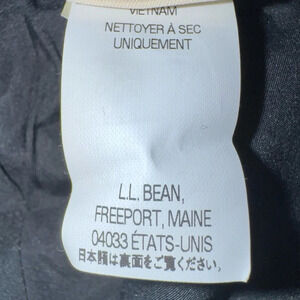 VIETNAM
NETTOYER À SEC
UNIQUEMENT
L.L. BEAN,
FREEPORT, MAINE
04033 ÉTATS-UNIS
日本語は裏面をご覧ください。